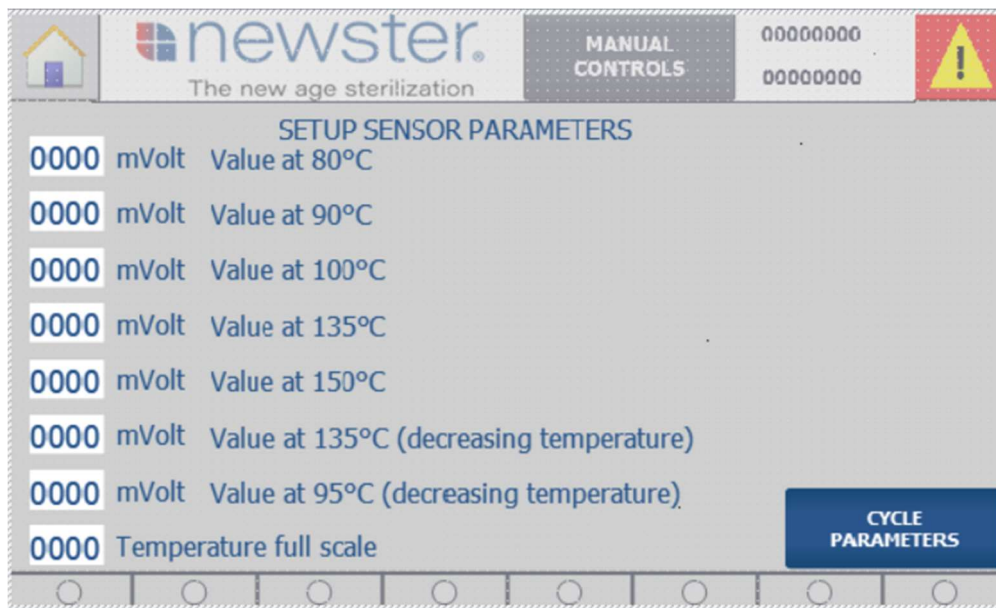 newster®
The new age sterilization
MANUAL
CONTROLS
00000000
00000000
!
SETUP SENSOR PARAMETERS
0000 mVolt Value at 80°C
0000 mVolt Value at 90°C
0000 mVolt Value at 100°C
0000 mVolt Value at 135°C
0000 mVolt Value at 150°C
0000 mVolt Value at 135°C (decreasing temperature)
0000 mVolt Value at 95°C (decreasing temperature)
0000 Temperature full scale
CYCLE
PARAMETERS